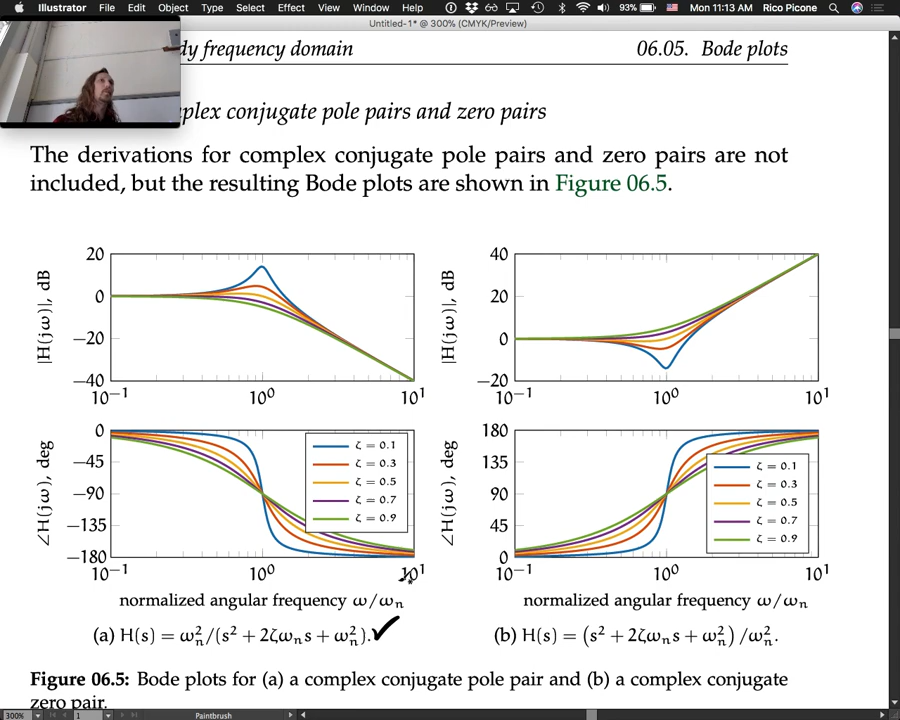 Illustrator File Edit Object Type Select Effect View Window Help 93% Mon 11:13 AM Rico Picone
Untitled-1* @ 300% (CMYK/Preview)
dy frequency domain 06.05. Bode plots
plex conjugate pole pairs and zero pairs
The derivations for complex conjugate pole pairs and zero pairs are not
included, but the resulting Bode plots are shown in Figure 06.5.
|H(jω)|, dB
20
0
−20
−40
10⁻¹ 10⁰ 10¹
∠H(jω), deg
0
−45
−90
−135
−180
ζ = 0.1
ζ = 0.3
ζ = 0.5
ζ = 0.7
ζ = 0.9
10⁻¹ 10⁰ 10¹
normalized angular frequency ω/ωₙ
(a) H(s) = ωₙ²/(s² + 2ζωₙs + ωₙ²).
|H(jω)|, dB
40
20
0
−20
10⁻¹ 10⁰ 10¹
∠H(jω), deg
180
135
90
45
0
ζ = 0.1
ζ = 0.3
ζ = 0.5
ζ = 0.7
ζ = 0.9
10⁻¹ 10⁰ 10¹
normalized angular frequency ω/ωₙ
(b) H(s) = (s² + 2ζωₙs + ωₙ²)/ωₙ².
Figure 06.5: Bode plots for (a) a complex conjugate pole pair and (b) a complex conjugate
zero pair.
300% 1 Paintbrush